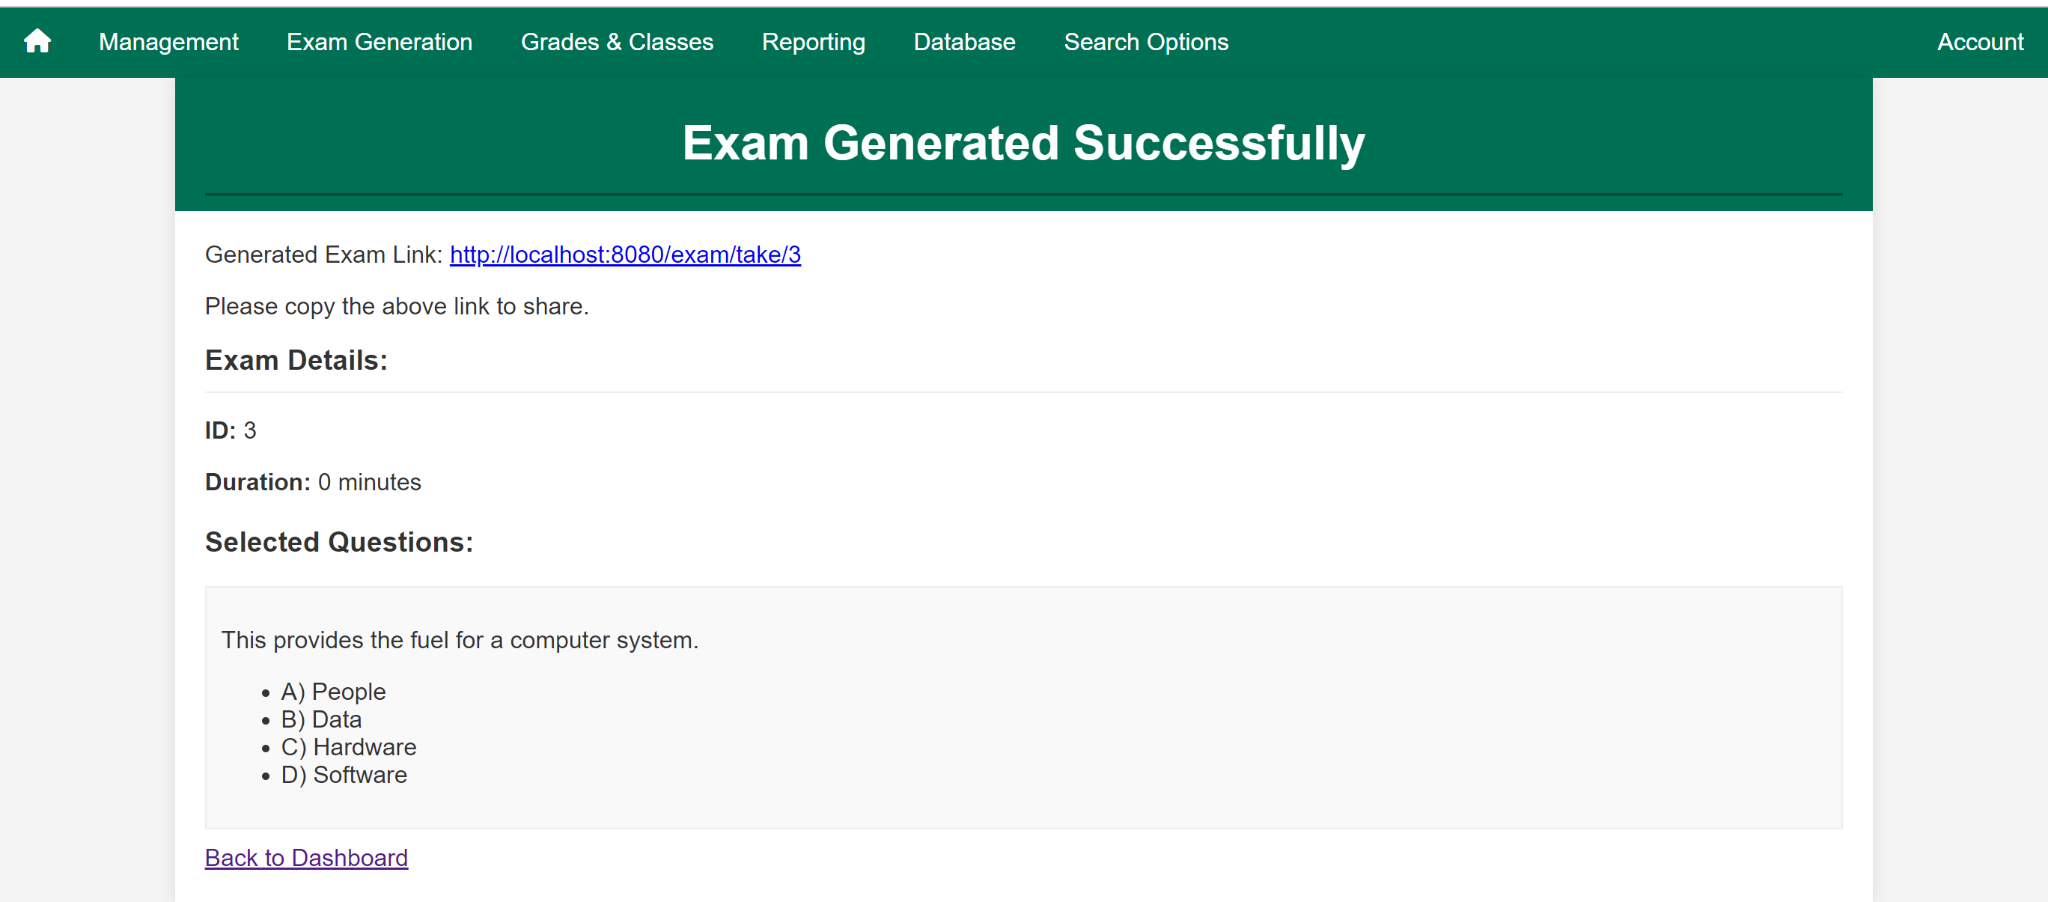 Management Exam Generation Grades & Classes Reporting Database Search Options Account
Exam Generated Successfully
Generated Exam Link: http://localhost:8080/exam/take/3
Please copy the above link to share.
Exam Details:
ID: 3
Duration: 0 minutes
Selected Questions:
This provides the fuel for a computer system.
• A) People
• B) Data
• C) Hardware
• D) Software
Back to Dashboard